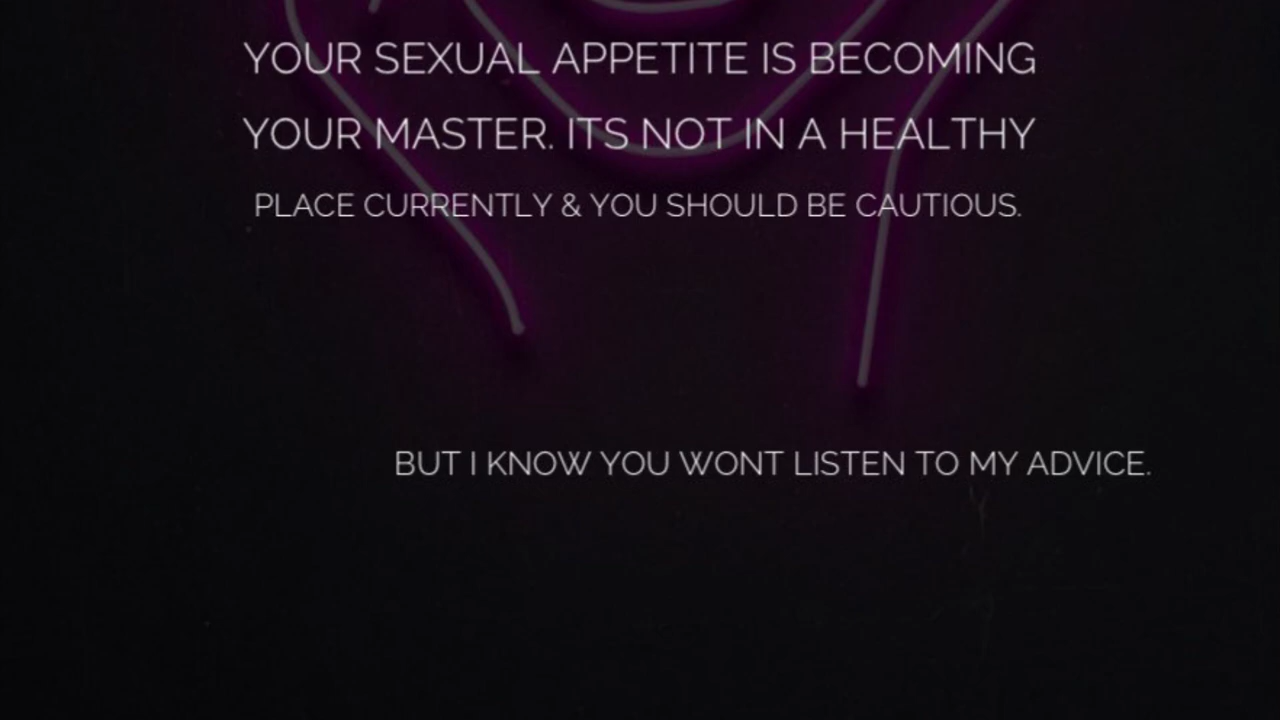 YOUR SEXUAL APPETITE IS BECOMING
YOUR MASTER. ITS NOT IN A HEALTHY
PLACE CURRENTLY & YOU SHOULD BE CAUTIOUS.
BUT I KNOW YOU WONT LISTEN TO MY ADVICE.